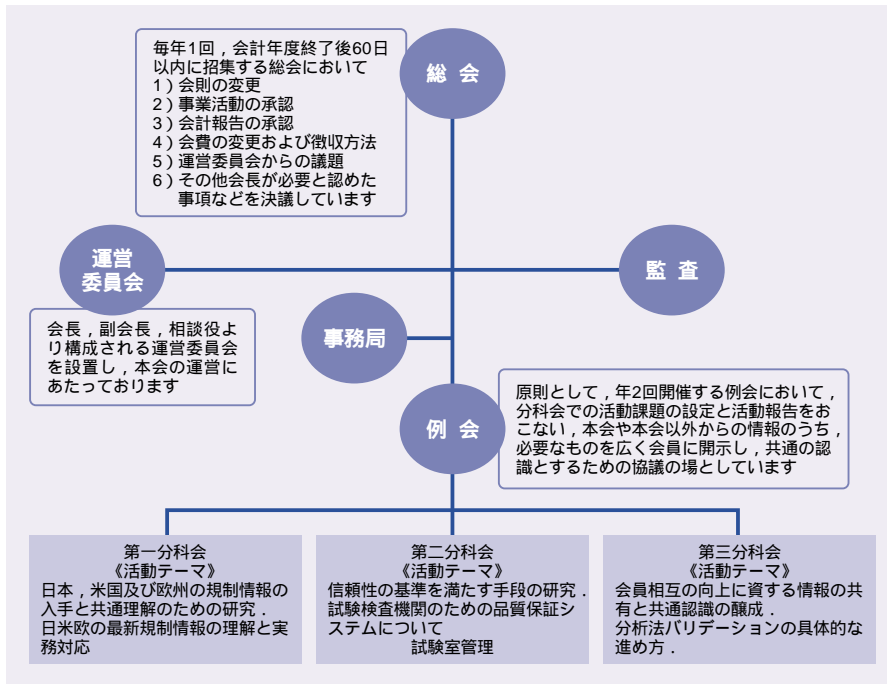 毎年1回，会計年度終了後60日
以内に招集する総会において
1）会則の変更
2）事業活動の承認
3）会計報告の承認
4）会費の変更および徴収方法
5）運営委員会からの議題
6）その他会長が必要と認めた
事項などを決議しています
総 会
運営
委員会
監 査
会長，副会長，相談役よ
り構成される運営委員会
を設置し，本会の運営に
あたっております
事務局
例 会
原則として，年2回開催する例会において，
分科会での活動課題の設定と活動報告をお
こない，本会や本会以外からの情報のうち，
必要なものを広く会員に開示し，共通の認
識とするための協議の場としています
第一分科会
《活動テーマ》
日本，米国及び欧州の規制情報の
入手と共通理解のための研究．
日米欧の最新規制情報の理解と実
務対応
第二分科会
《活動テーマ》
信頼性の基準を満たす手段の研究．
試験検査機関のための品質保証シ
ステムについて
試験室管理
第三分科会
《活動テーマ》
会員相互の向上に資する情報の共
有と共通認識の醸成．
分析法バリデーションの具体的な
進め方．